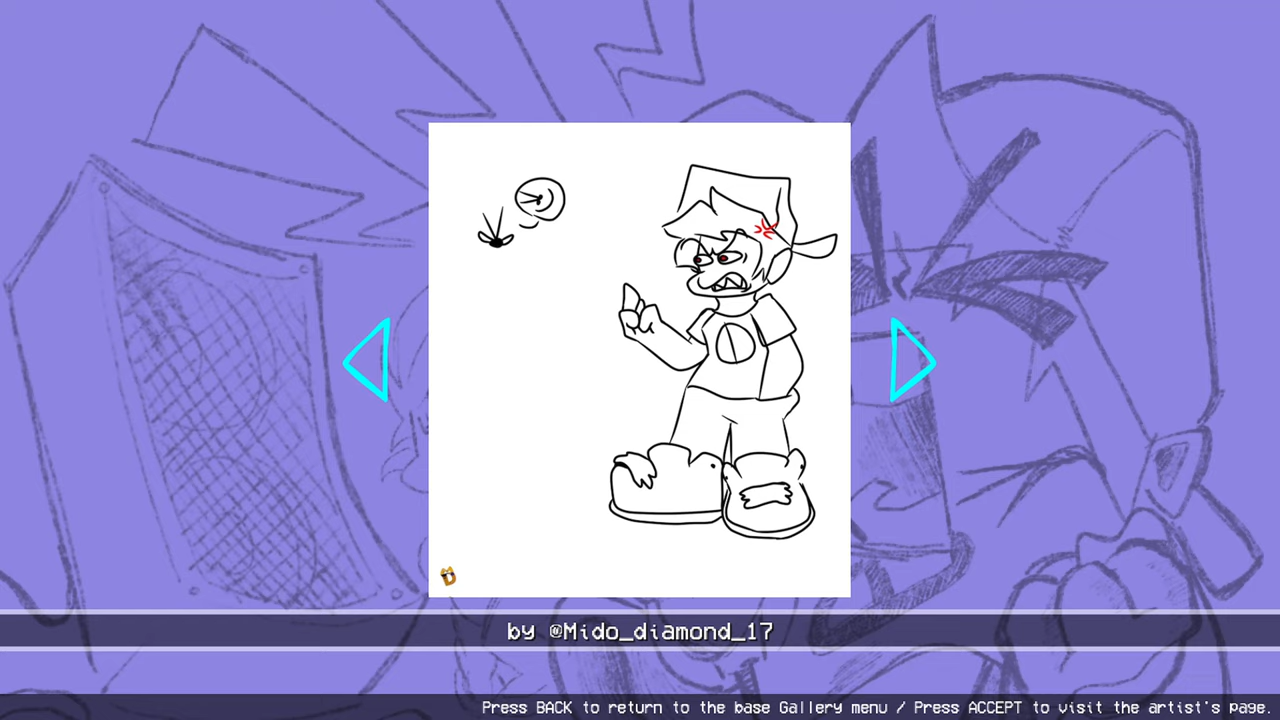 by @Mido_diamond_17
Press BACK to return to the base Gallery menu / Press ACCEPT to visit the artist's page.